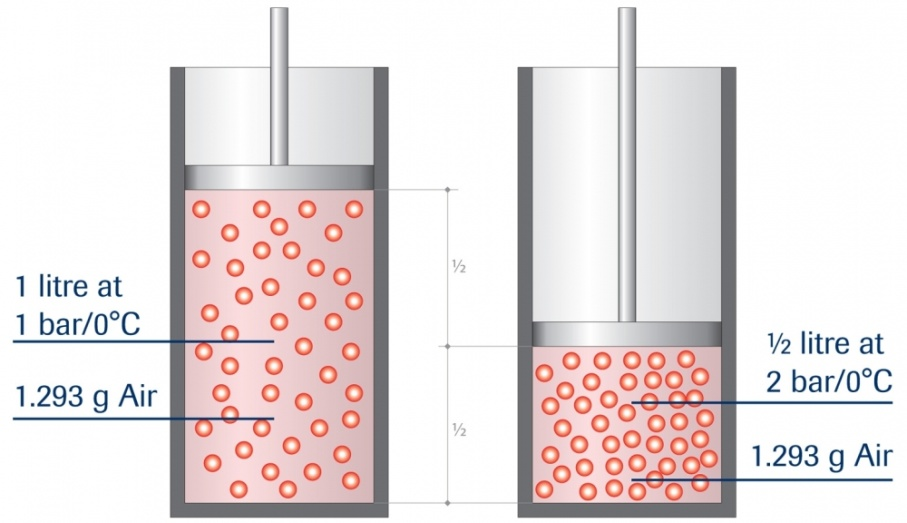 1 litre at
1 bar/0°C
1.293 g Air
½
½
½ litre at
2 bar/0°C
1.293 g Air